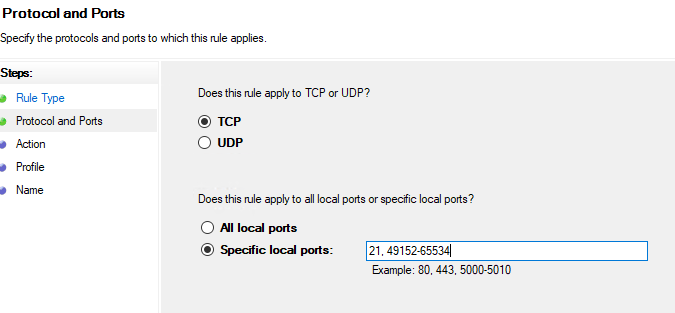 Protocol and Ports
Specify the protocols and ports to which this rule applies.
Steps:
Rule Type
Protocol and Ports
Action
Profile
Name
Does this rule apply to TCP or UDP?
TCP
UDP
Does this rule apply to all local ports or specific local ports?
All local ports
Specific local ports:
21, 49152-65534
Example: 80, 443, 5000-5010